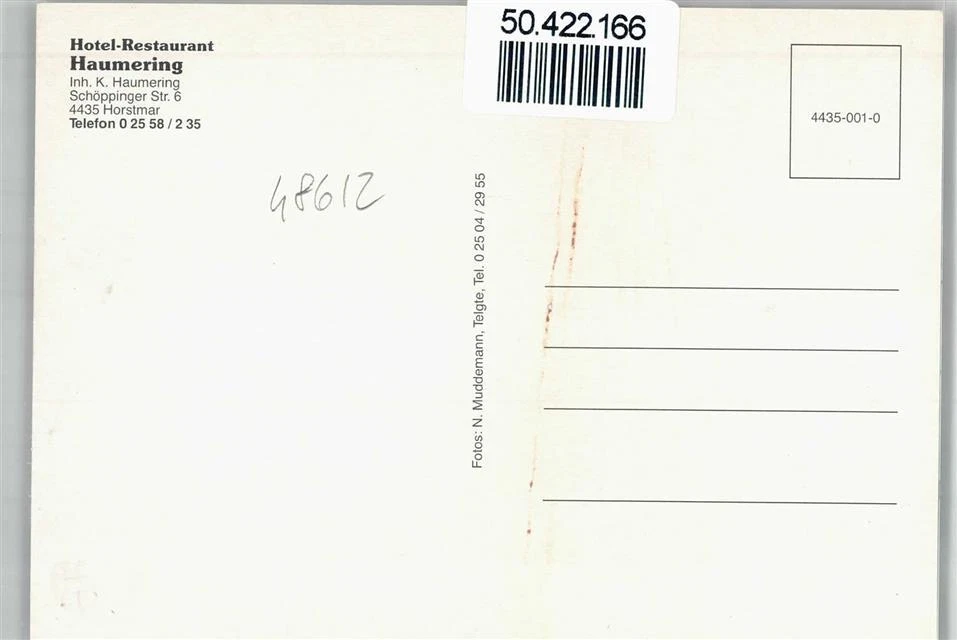 Hotel-Restaurant
Haumering
Inh. K. Haumering
Schöppinger Str. 6
4435 Horstmar
Telefon 0 25 58 / 2 35
50.422.166
4435-001-0
48612
Fotos: N. Muddemann, Telgte, Tel. 0 25 04 / 29 55